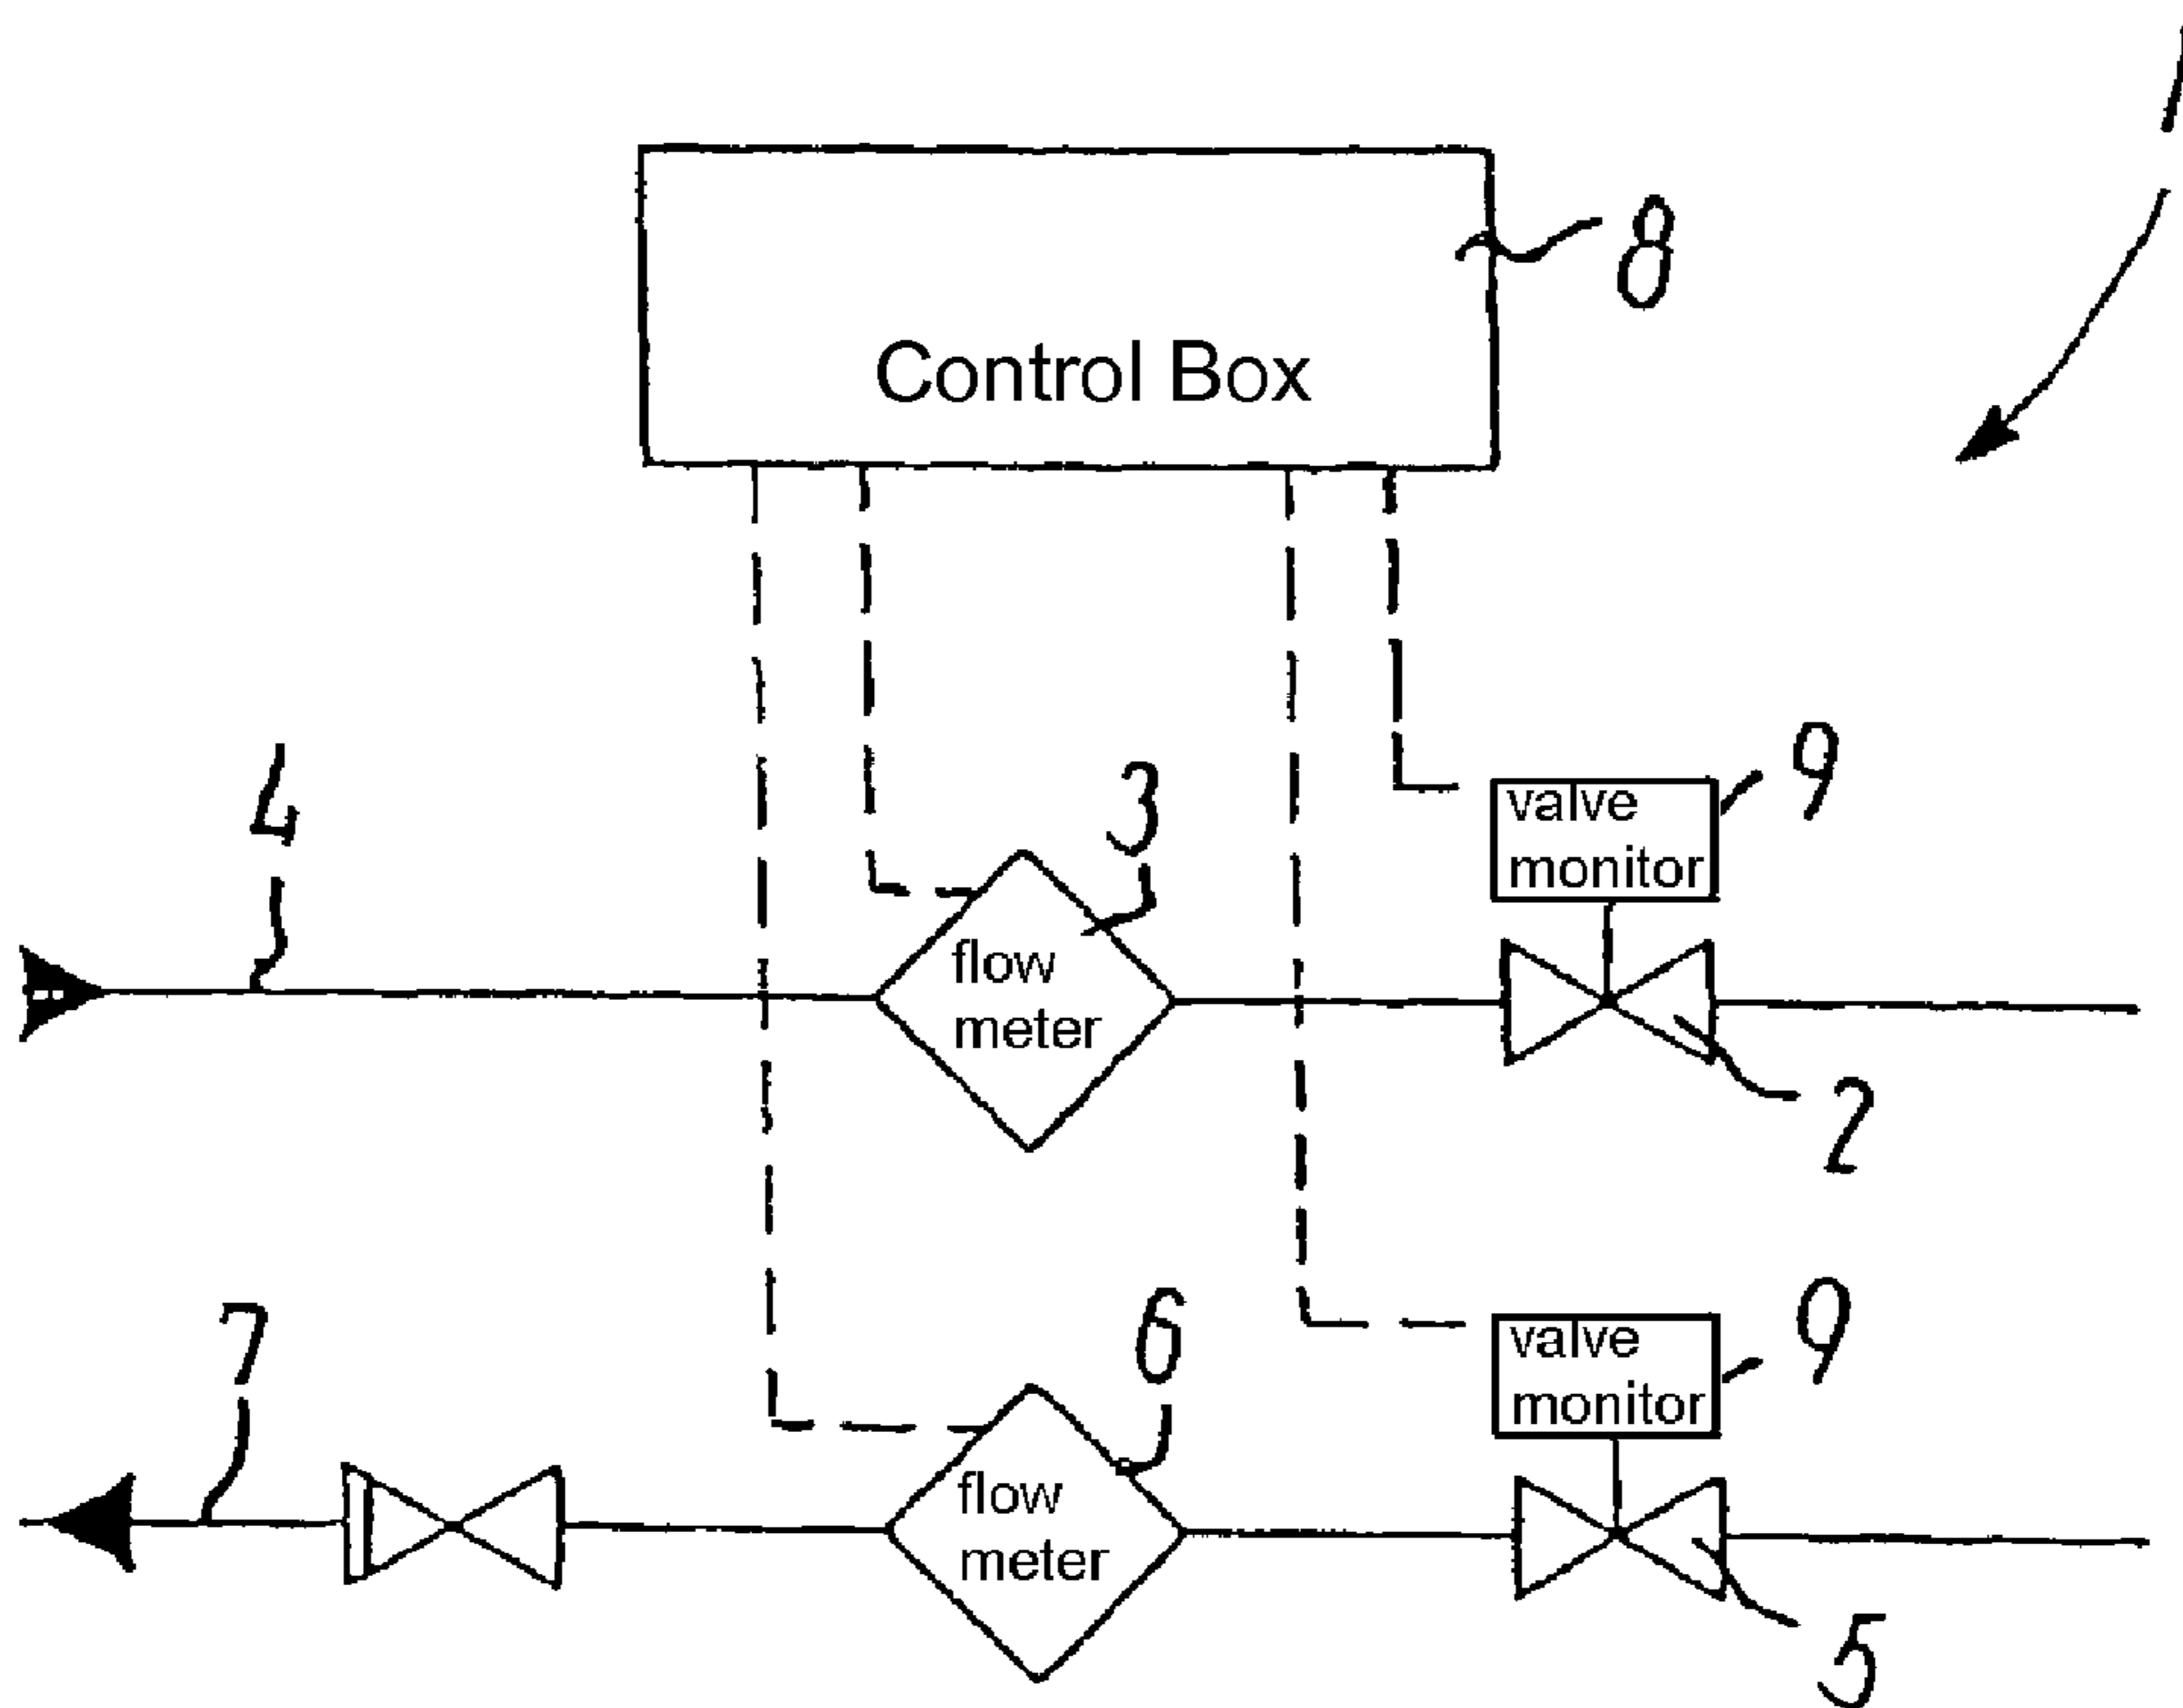 8
Control Box
4
3
9
valve
monitor
flow
meter
2
7
6
9
valve
monitor
flow
meter
5